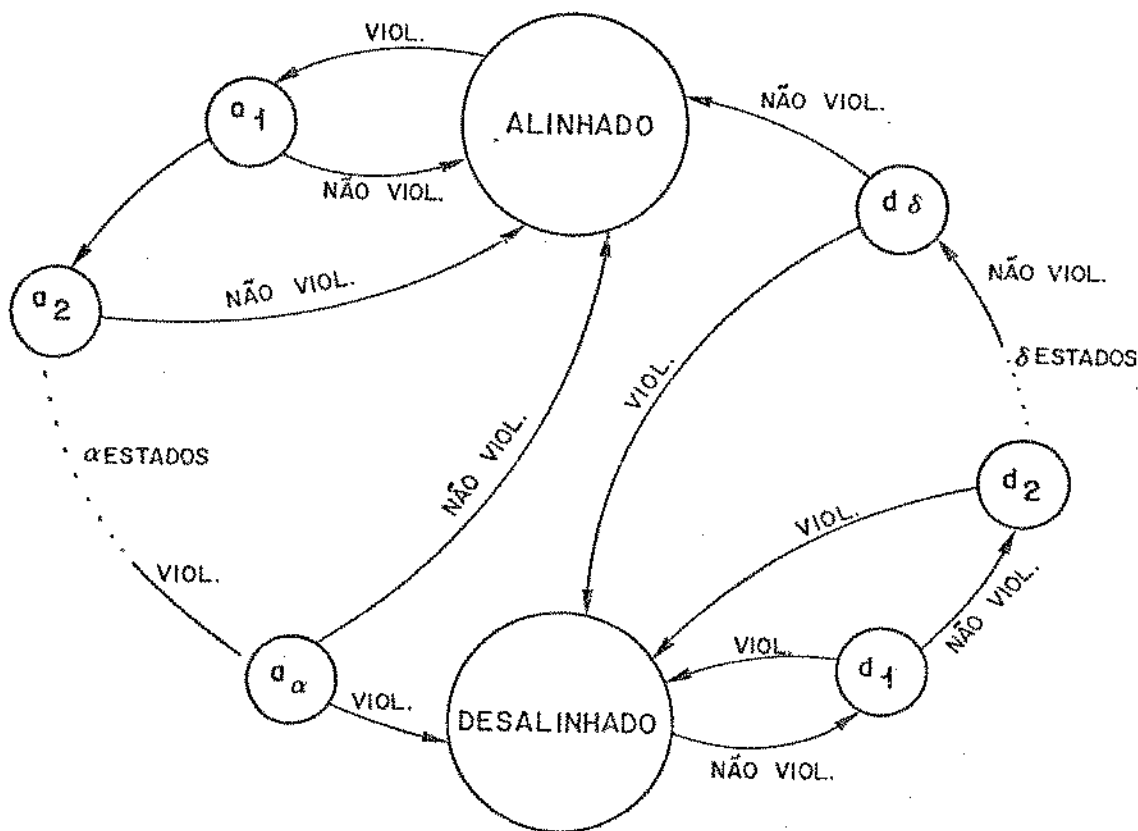 VIOL.
a 1
ALINHADO
NÃO VIOL.
NÃO VIOL.
d δ
a 2
NÃO VIOL.
NÃO VIOL.
δ ESTADOS
VIOL.
α ESTADOS
NÃO VIOL.
d 2
VIOL.
VIOL.
NÃO VIOL.
a α
VIOL.
VIOL.
d 1
DESALINHADO
NÃO VIOL.